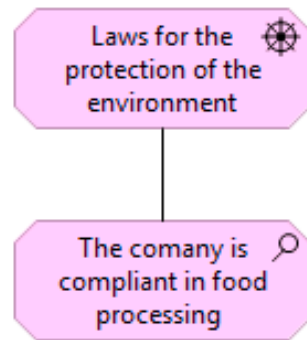 Laws for the
protection of the
environment
The comany is
compliant in food
processing